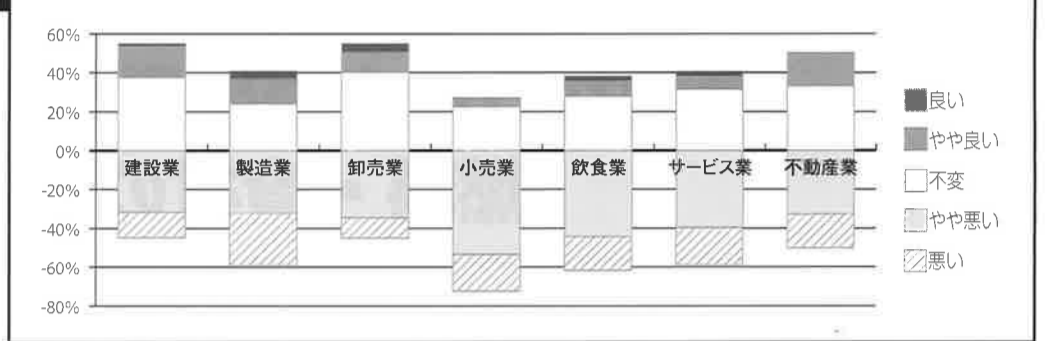 60%
40%
20%
0%
-20%
-40%
-60%
-80%
建設業 製造業 卸売業 小売業 飲食業 サービス業 不動産業
良い
やや良い
不変
やや悪い
悪い